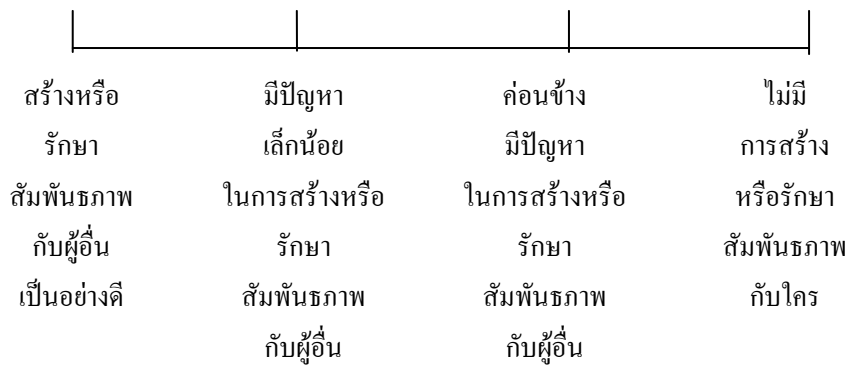 สร้างหรือ
รักษา
สัมพันธภาพ
กับผู้อื่น
เป็นอย่างดี
มีปัญหา
เล็กน้อย
ในการสร้างหรือ
รักษา
สัมพันธภาพ
กับผู้อื่น
ค่อนข้าง
มีปัญหา
ในการสร้างหรือ
รักษา
สัมพันธภาพ
กับผู้อื่น
ไม่มี
การสร้าง
หรือรักษา
สัมพันธภาพ
กับใคร